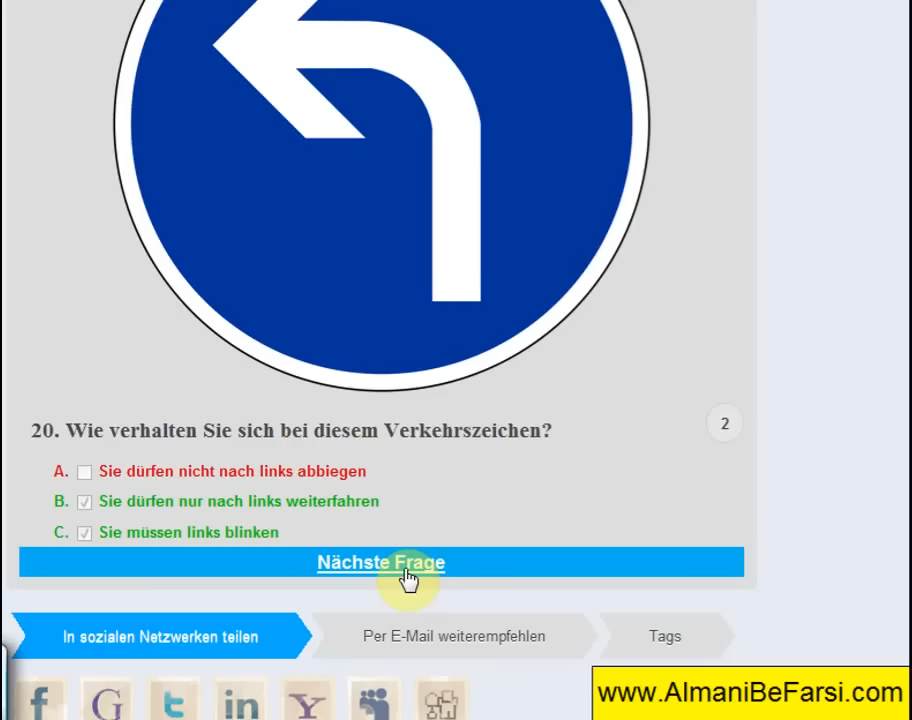 20. Wie verhalten Sie sich bei diesem Verkehrszeichen?
2
A. Sie dürfen nicht nach links abbiegen
B. Sie dürfen nur nach links weiterfahren
C. Sie müssen links blinken
Nächste Frage
In sozialen Netzwerken teilen
Per E-Mail weiterempfehlen
Tags
f G t in Y
www.AlmaniBeFarsi.com